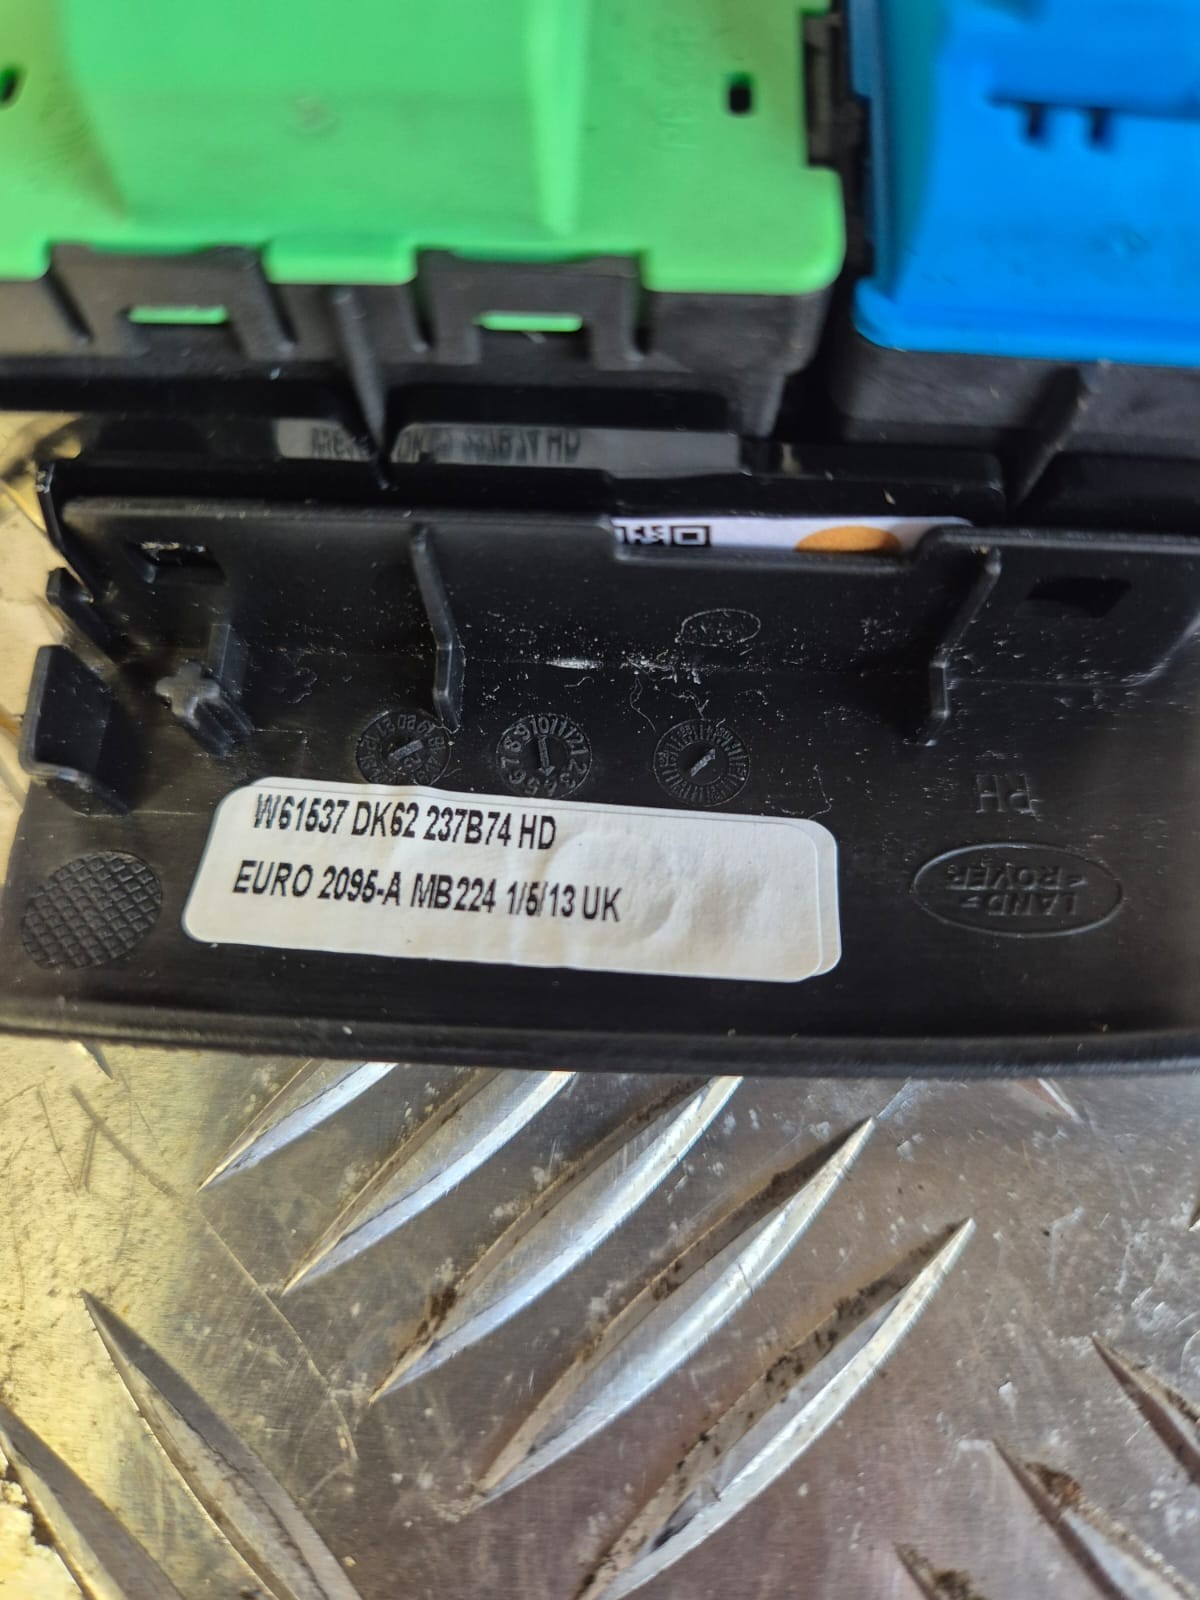 W61537 DK62 237B74 HD
EURO 2095-A MB224 1/5/13 UK
RH
LAND-
ROVER